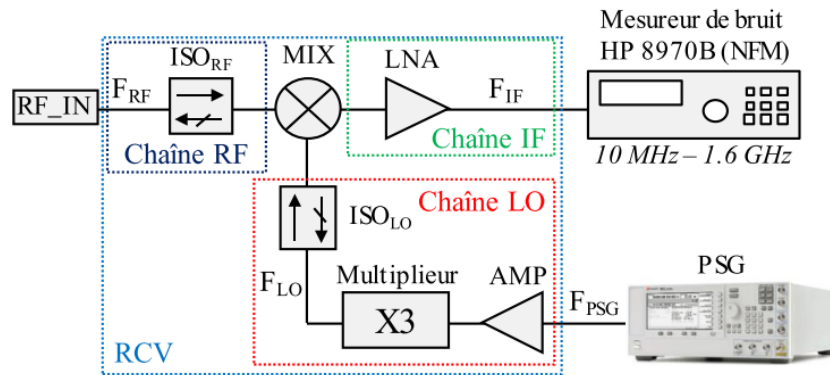 Mesureur de bruit
HP 8970B (NFM)
ISO_RF
MIX
LNA
F_RF
F_IF
RF_IN
Chaîne RF
Chaîne IF
10 MHz – 1.6 GHz
ISO_LO
Chaîne LO
F_LO
Multiplieur
AMP
PSG
F_PSG
X3
RCV